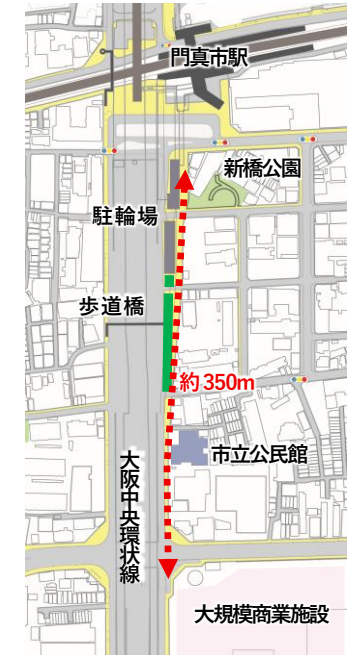 門真市駅
新橋公園
駐輪場
歩道橋
約350m
市立公民館
大阪中央環状線
大規模商業施設